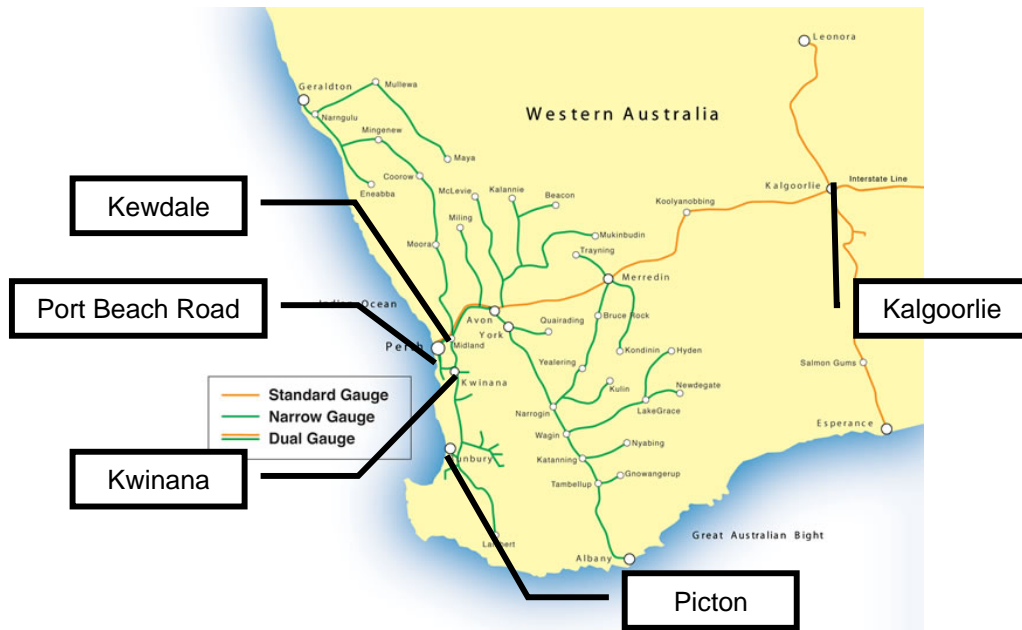 Leonora
Mullewa
Geraldton
Narngulu
Western Australia
Mingenew
Maya
Coorow
Eneabba
McLevie
Kalannie
Beacon
Kalgoorlie
Interstate Line
Kewdale
Koolyanobbing
Miling
Moora
Mukinbudin
Trayning
Merredin
Port Beach Road
Ocean
Kalgoorlie
Avon
York
Quairading
Bruce Rock
Perth
Midland
Kondinin
Hyden
Yealering
Salmon Gums
Kwinana
Kulin
Newdegate
Standard Gauge
Narrow Gauge
Dual Gauge
Narrogin
LakeGrace
Wagin
Esperance
Nyabing
Katanning
Kwinana
unbury
Gnowangerup
Tambellup
Great Australian Bight
Albany
Picton